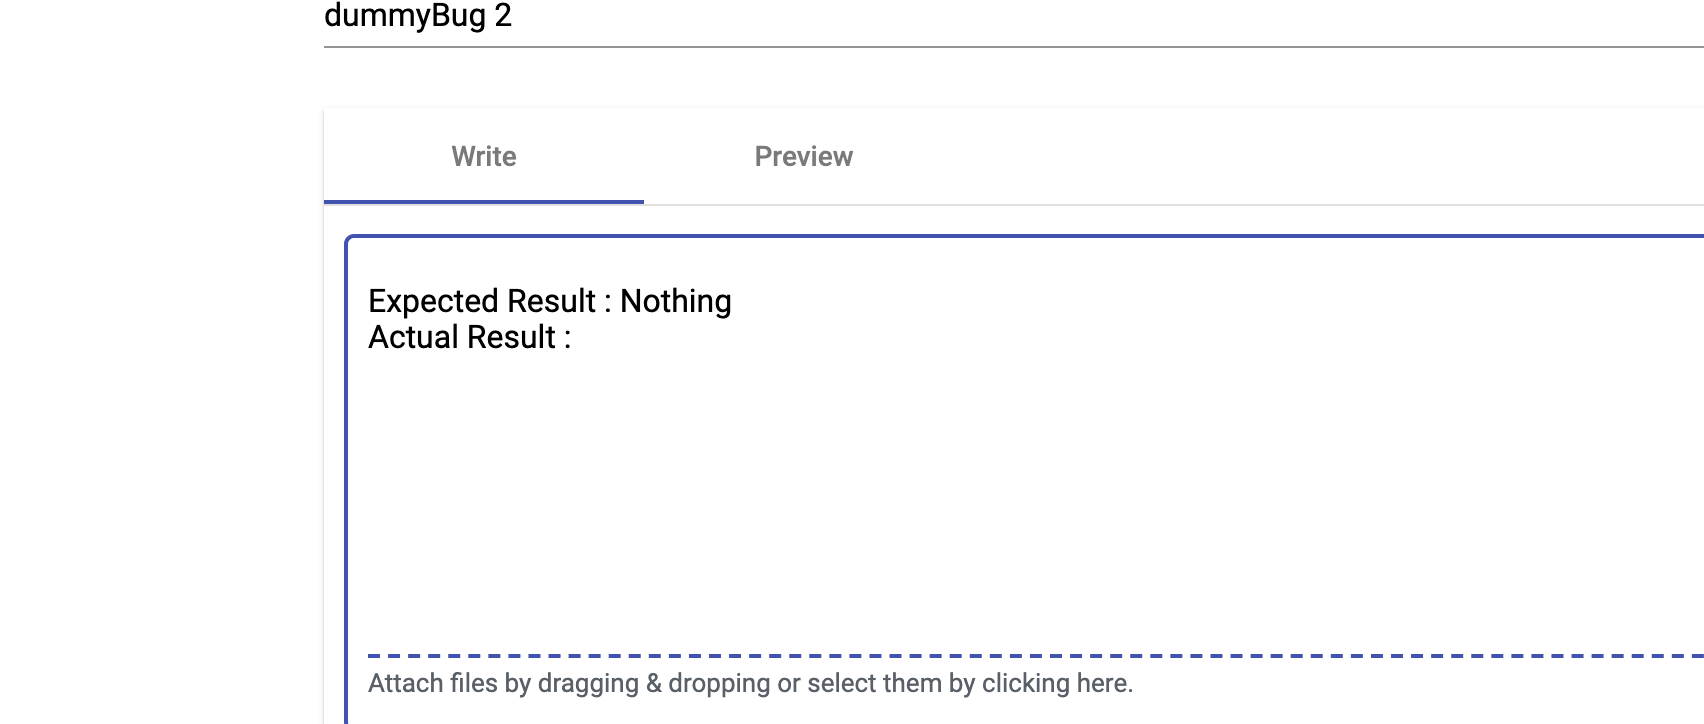 dummyBug 2
Write
Preview
Expected Result : Nothing
Actual Result :
Attach files by dragging & dropping or select them by clicking here.